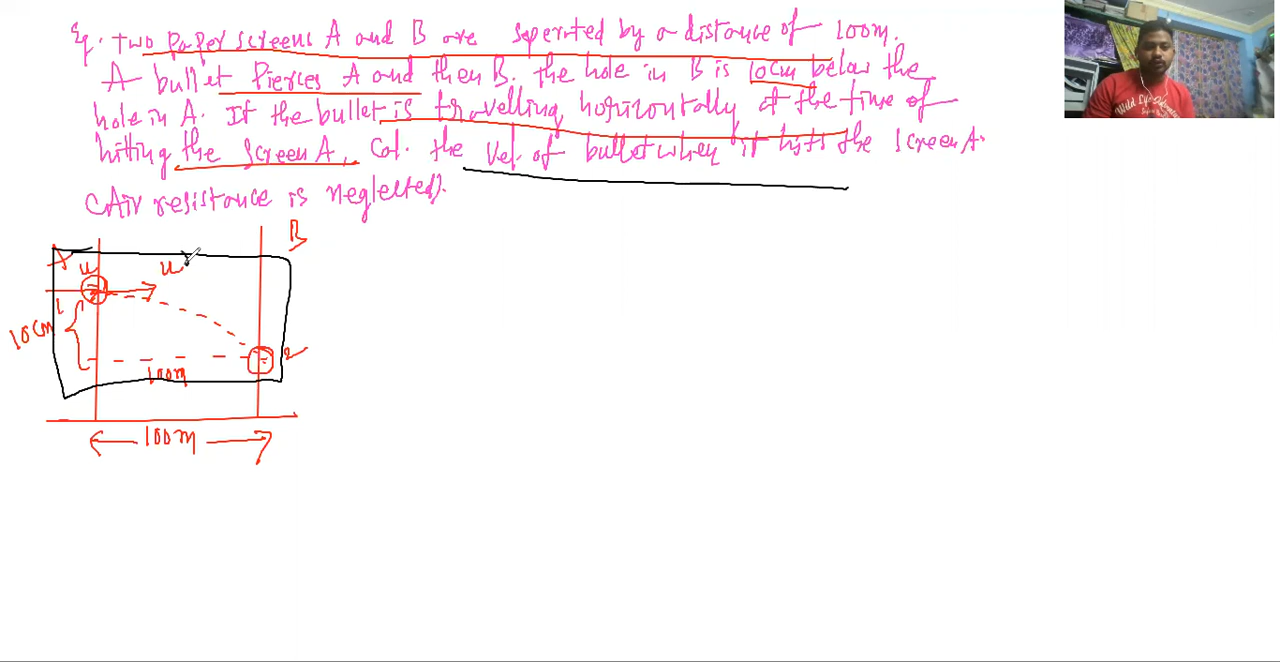 Eg. Two Paper screens A and B are seperated by a distance of 100m.
A bullet Pierces A and then B. The hole in B is 10cm below the
hole in A. If the bullet is travelling horizontally at the time of
hitting the screen A, Cal. the Vel. of bullet when it hits the screen A.
(Air resistance is neglected).
B
A
u
u
10cm
100m
100m